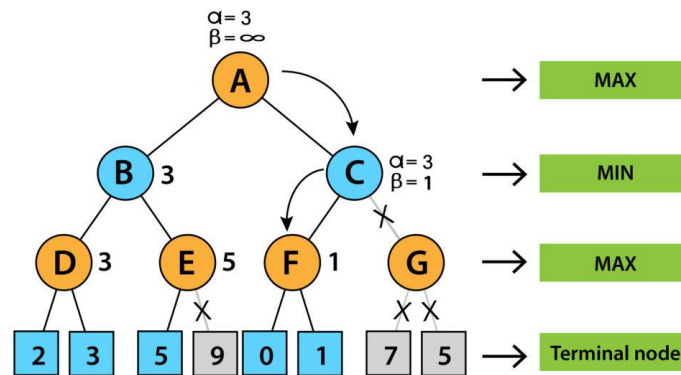 α = 3
β = ∞
A
MAX
B 3
C
α = 3
β = 1
MIN
X
D 3
E 5
F 1
G
MAX
X X X
2 3 5 9 0 1 7 5
Terminal node